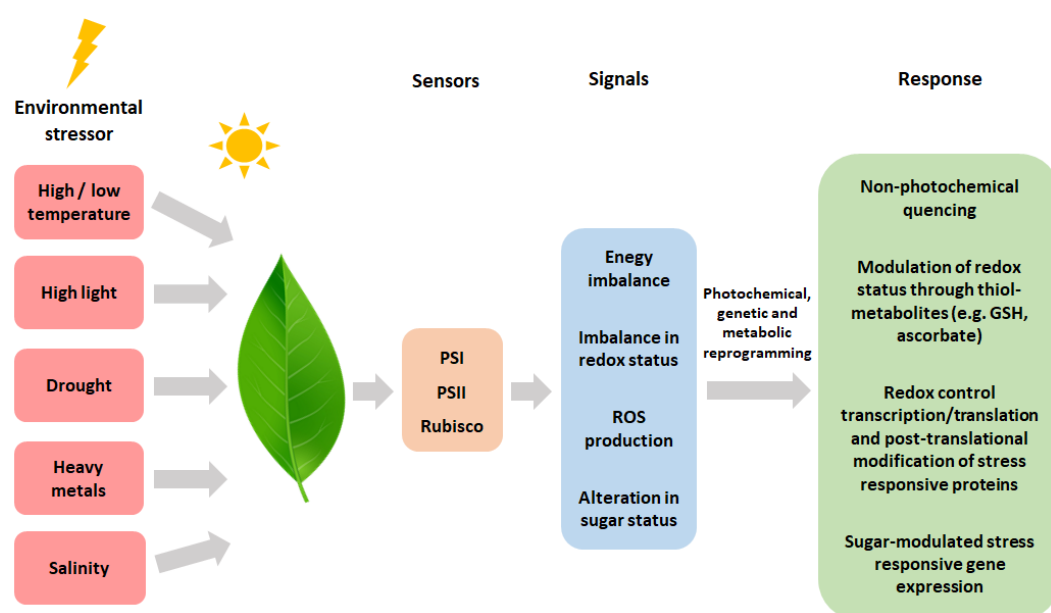 Sensors
Signals
Response
Environmental
stressor
High / low
temperature
High light
Drought
Heavy
metals
Salinity
PSI
PSII
Rubisco
Enegy
imbalance
Imbalance in
redox status
ROS
production
Alteration in
sugar status
Photochemical,
genetic and
metabolic
reprogramming
Non-photochemical
quencing
Modulation of redox
status through thiol-
metabolites (e.g. GSH,
ascorbate)
Redox control
transcription/translation
and post-translational
modification of stress
responsive proteins
Sugar-modulated stress
responsive gene
expression